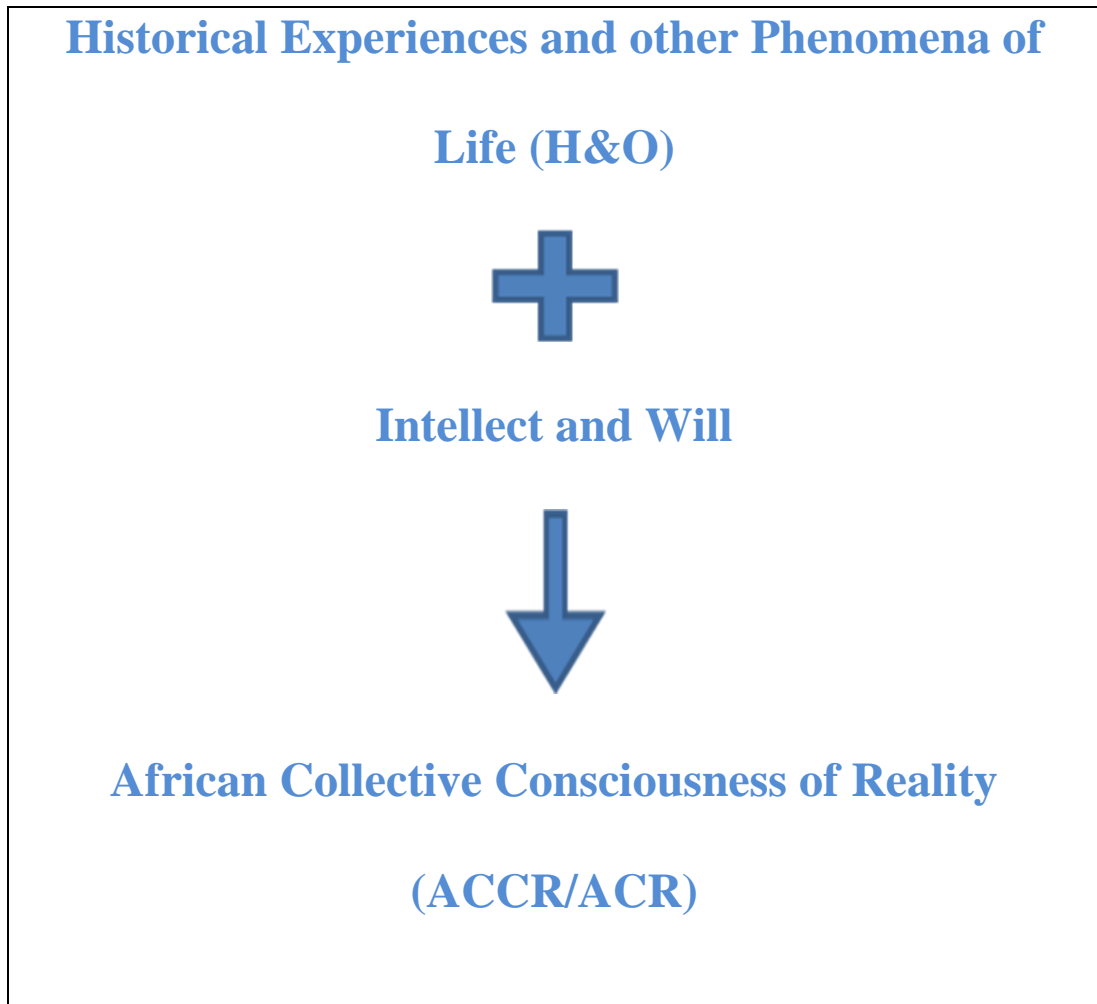 Historical Experiences and other Phenomena of
Life (H&O)
Intellect and Will
African Collective Consciousness of Reality
(ACCR/ACR)